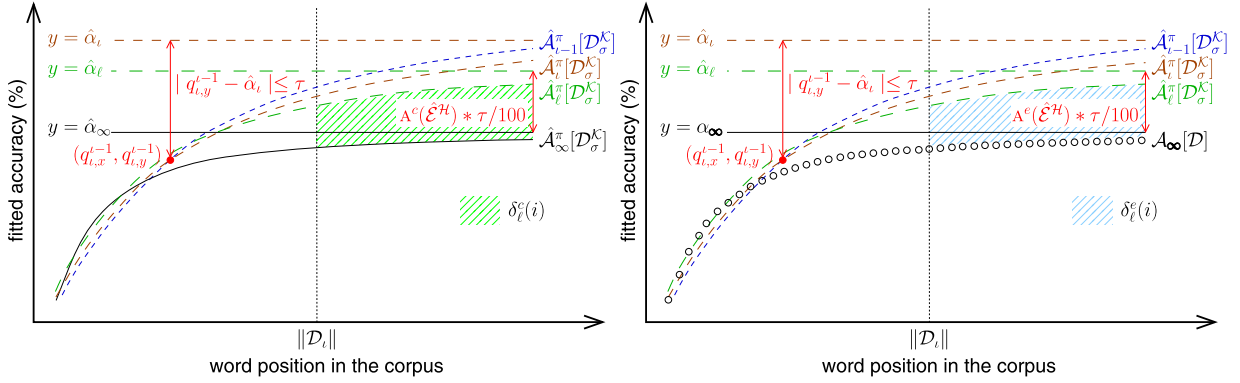 y = α̂_ι
Â^π_{ι−1}[D^K_σ]
Â^π_ι[D^K_σ]
y = α̂_ℓ
| q^{ι−1}_{ι,y} − α̂_ι |≤ τ
Â^π_ℓ[D^K_σ]
A^c(Ê^H) ∗ τ/100
y = α̂_∞
Â^π_∞[D^K_σ]
(q^{ι−1}_{ι,x}, q^{ι−1}_{ι,y})
δ^c_ℓ(i)
fitted accuracy (%)
||D_ι||
word position in the corpus
y = α̂_ι
Â^π_{ι−1}[D^K_σ]
Â^π_ι[D^K_σ]
y = α̂_ℓ
| q^{ι−1}_{ι,y} − α̂_ι |≤ τ
Â^π_ℓ[D^K_σ]
A^e(Ê^H) ∗ τ/100
y = α_∞
A_∞[D]
(q^{ι−1}_{ι,x}, q^{ι−1}_{ι,y})
δ^e_ℓ(i)
fitted accuracy (%)
||D_ι||
word position in the corpus